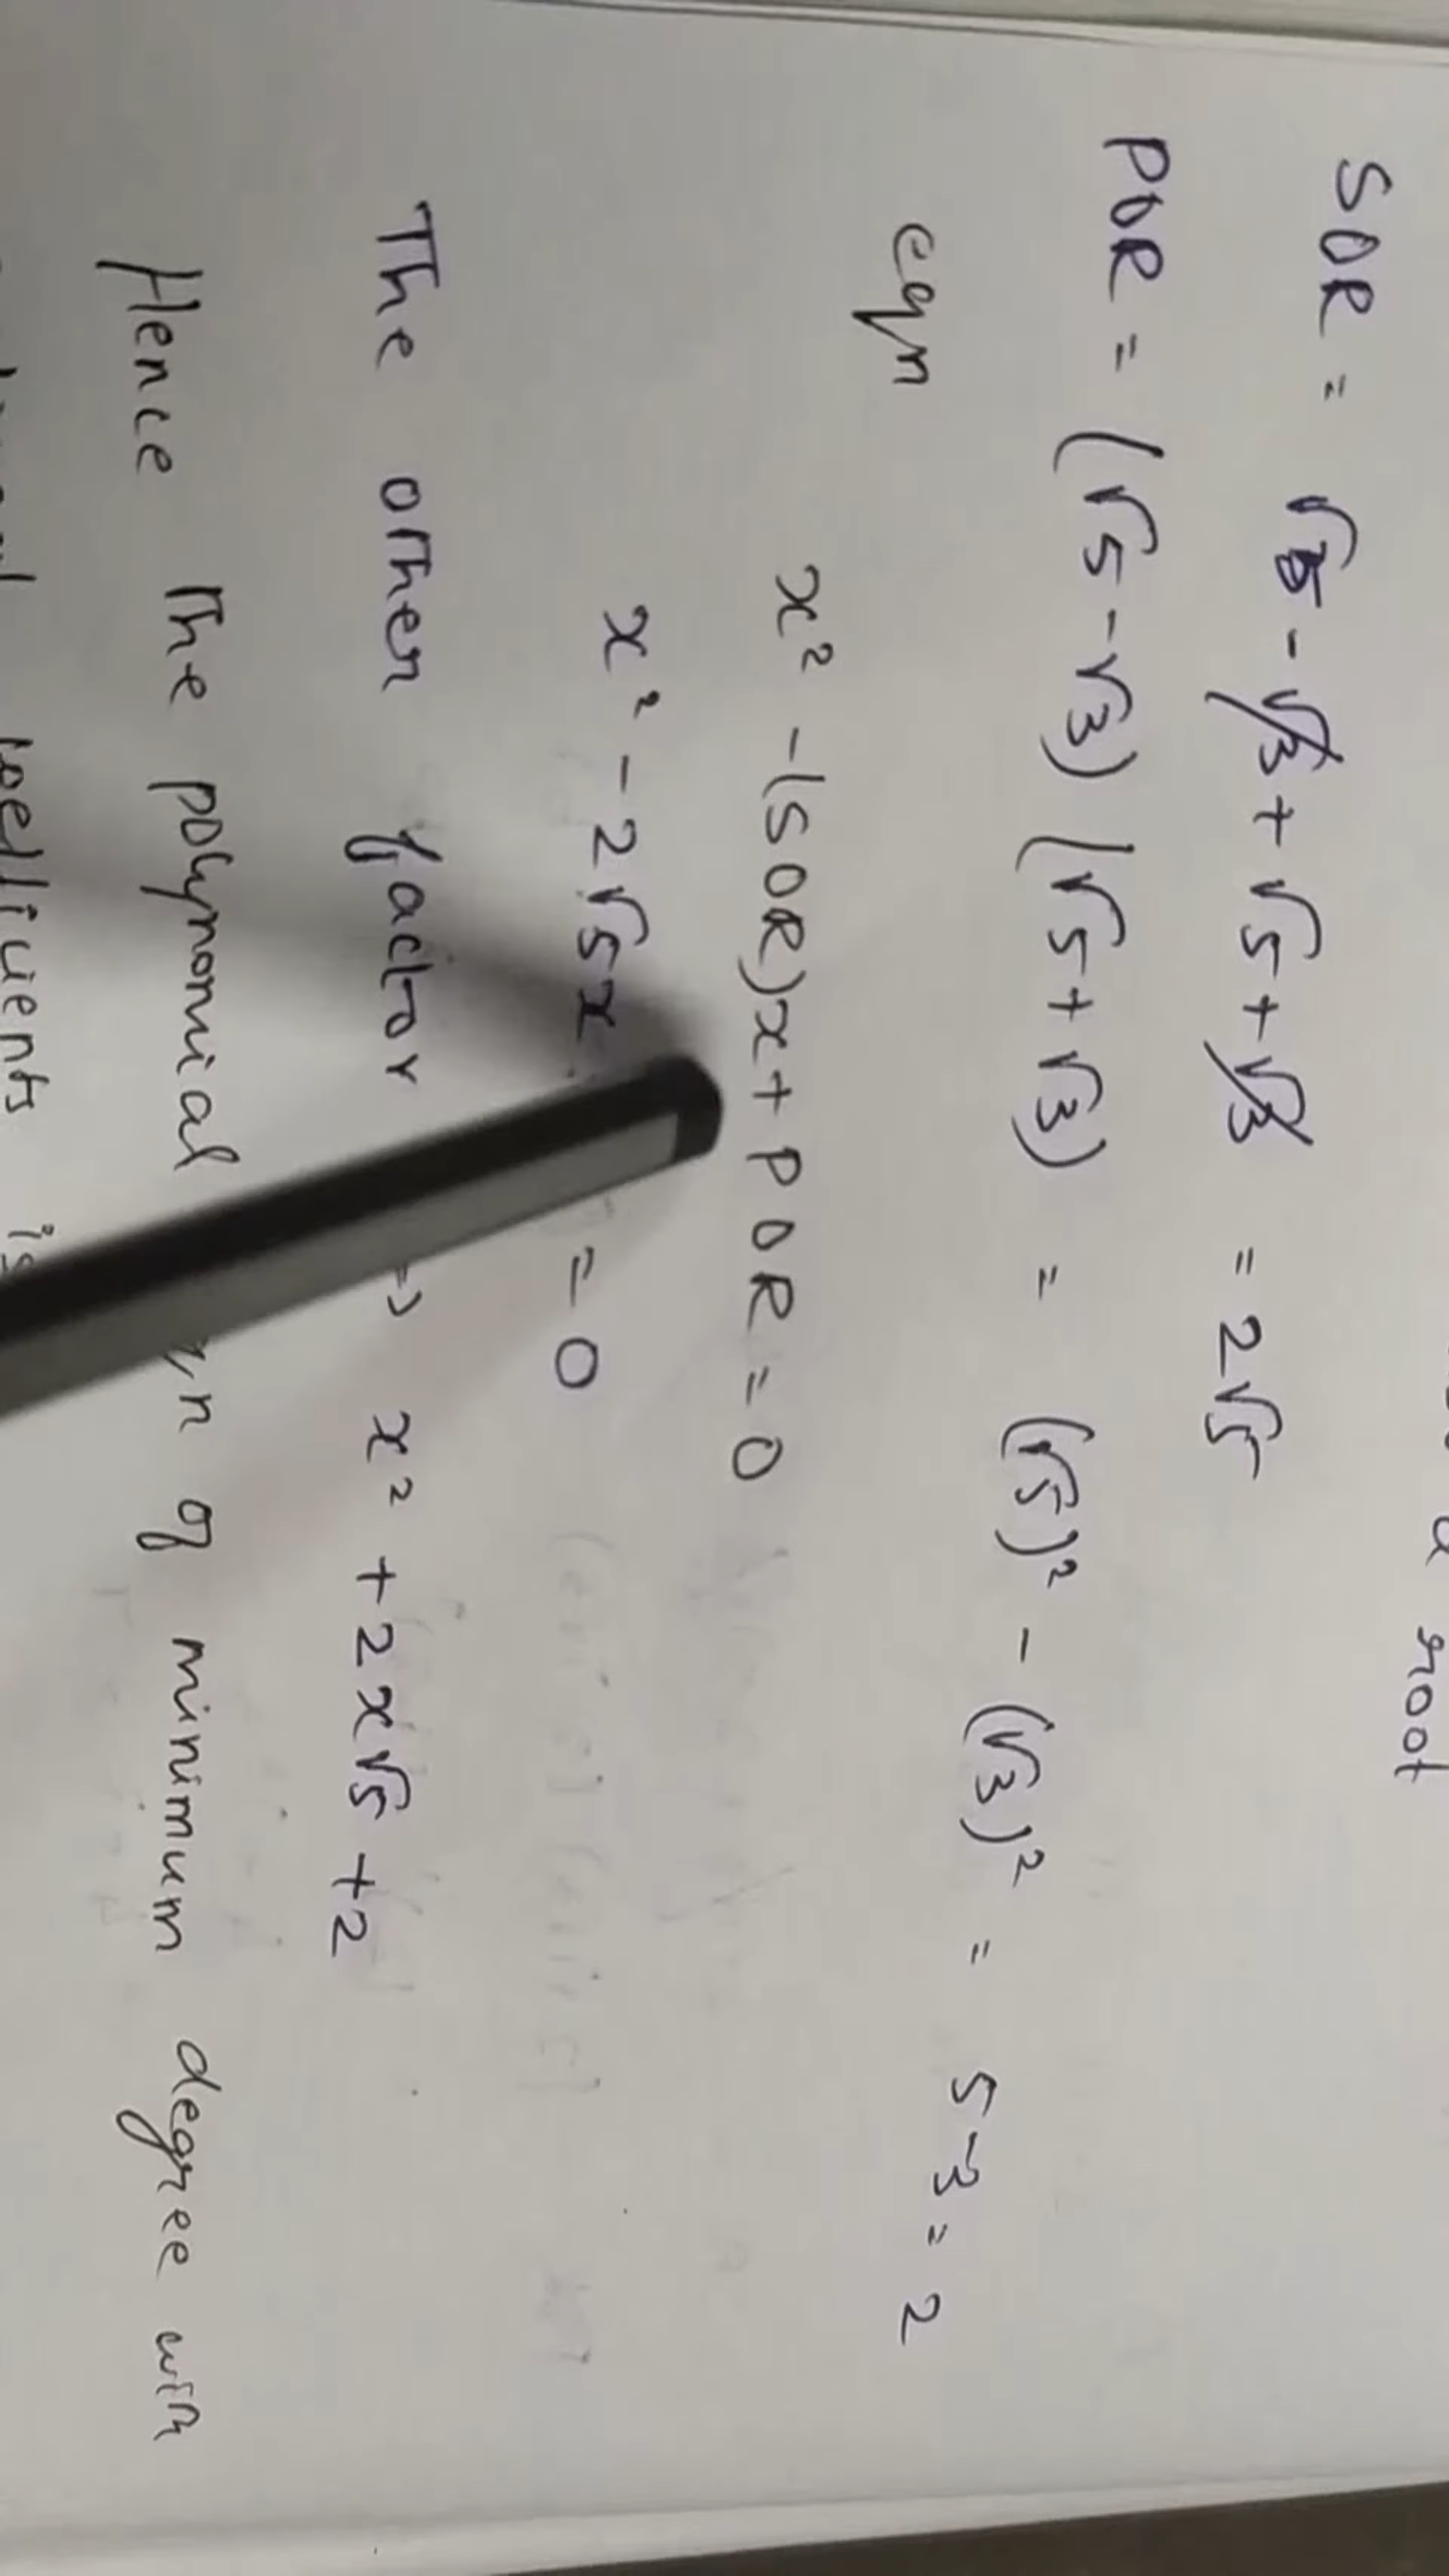 root
SOR = √5 - √3 + √5 + √3 = 2√5
POR = (√5 - √3) (√5 + √3) = (√5)² - (√3)² = 5-3 = 2
eqn
x² - (SOR)x + POR = 0
x² - 2√5x = 0
The other factor → x² + 2x√5 + 2
Hence the polynomial of minimum degree with
is